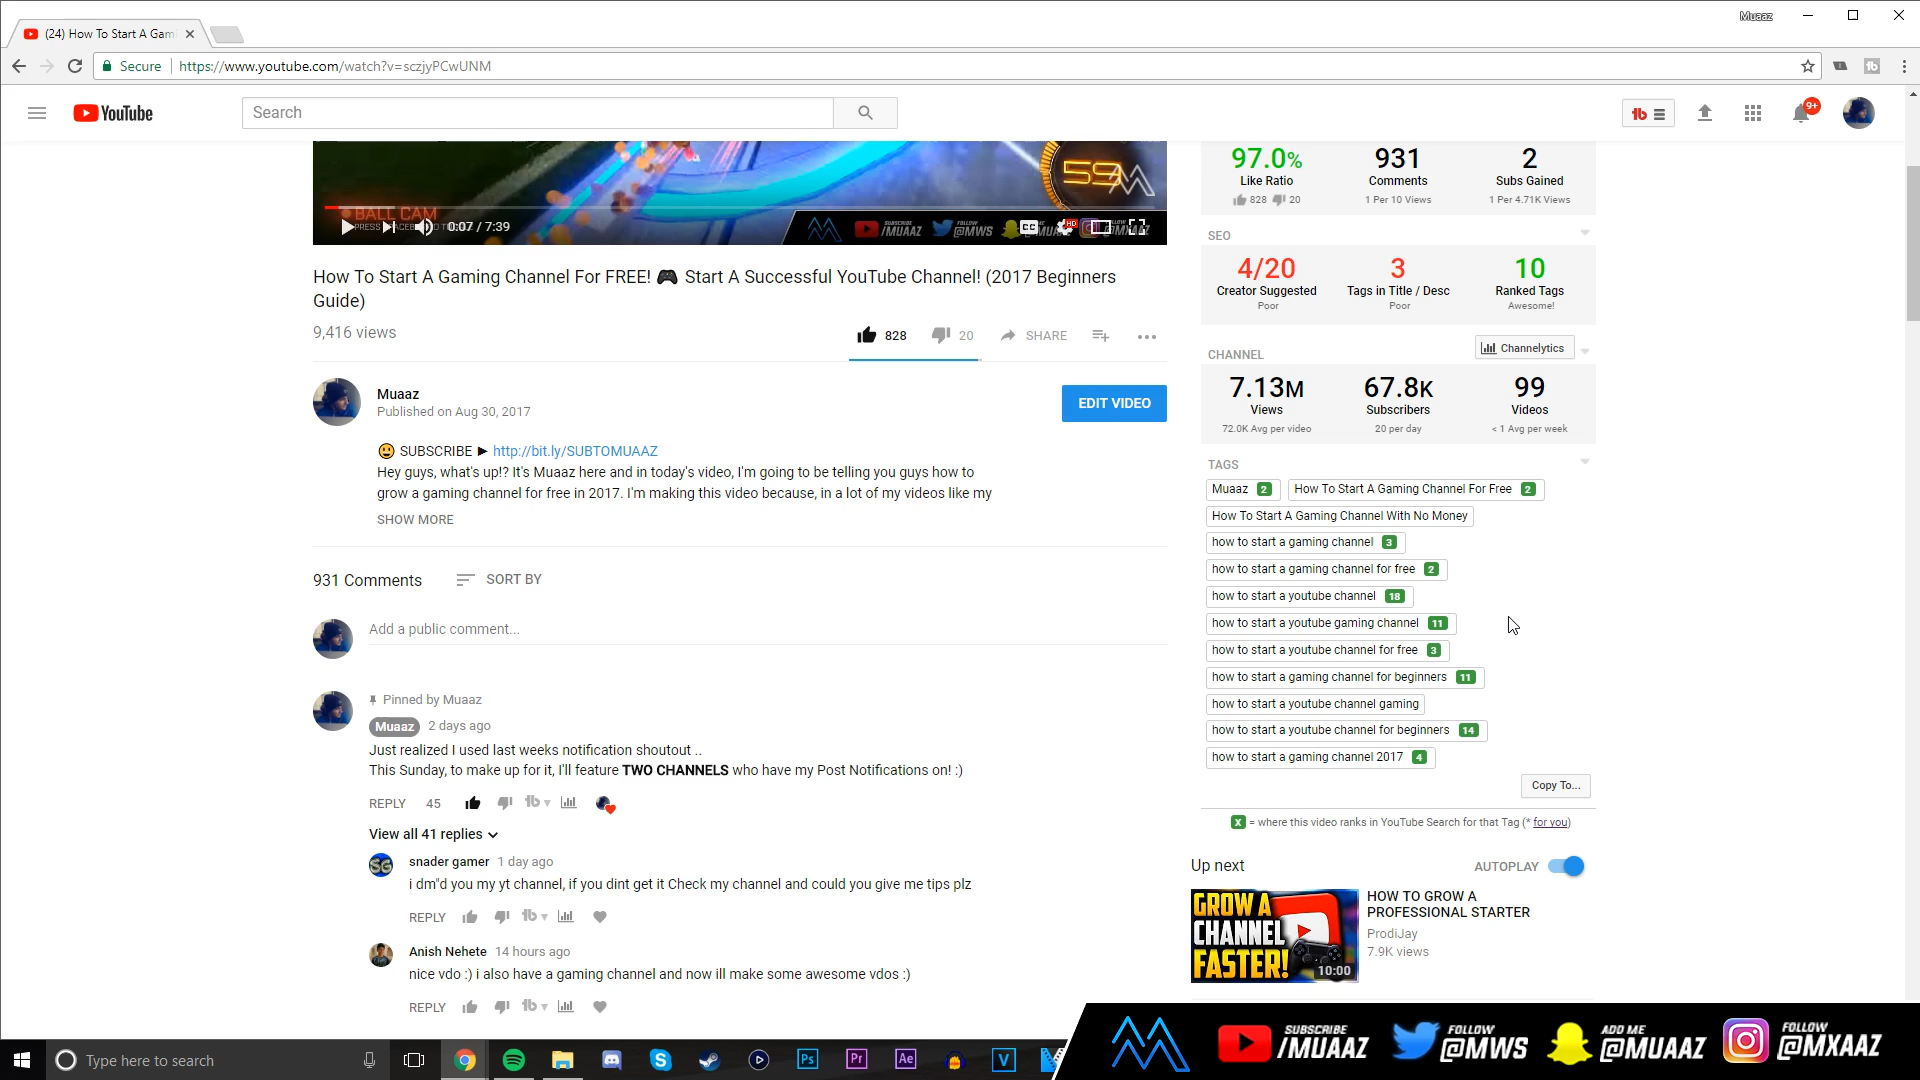 Muaaz
(24) How To Start A Gam
Secure
https://www.youtube.com/watch?v=sczjyPCwUNM
YouTube
Search
9+
59
BALL CAM
0:07 / 7:39
CC
HD
SUBSCRIBE
/MUAAZ
FOLLOW
@MWS
How To Start A Gaming Channel For FREE! 🎮 Start A Successful YouTube Channel! (2017 Beginners
Guide)
9,416 views
828
20
SHARE
Muaaz
Published on Aug 30, 2017
EDIT VIDEO
😃 SUBSCRIBE ► http://bit.ly/SUBTOMUAAZ
Hey guys, what's up!? It's Muaaz here and in today's video, I'm going to be telling you guys how to
grow a gaming channel for free in 2017. I'm making this video because, in a lot of my videos like my
SHOW MORE
931 Comments
SORT BY
Add a public comment...
Pinned by Muaaz
Muaaz 2 days ago
Just realized I used last weeks notification shoutout ..
This Sunday, to make up for it, I'll feature TWO CHANNELS who have my Post Notifications on! :)
REPLY 45
View all 41 replies
SG
snader gamer 1 day ago
i dm"d you my yt channel, if you dint get it Check my channel and could you give me tips plz
REPLY
Anish Nehete 14 hours ago
nice vdo :) i also have a gaming channel and now ill make some awesome vdos :)
REPLY
97.0% 931 2
Like Ratio Comments Subs Gained
828 20 1 Per 10 Views 1 Per 4.71K Views
SEO
4/20 3 10
Creator Suggested Tags in Title / Desc Ranked Tags
Poor Poor Awesome!
CHANNEL
Channelytics
7.13M 67.8K 99
Views Subscribers Videos
72.0K Avg per video 20 per day < 1 Avg per week
TAGS
Muaaz 2 How To Start A Gaming Channel For Free 2
How To Start A Gaming Channel With No Money
how to start a gaming channel 3
how to start a gaming channel for free 2
how to start a youtube channel 18
how to start a youtube gaming channel 11
how to start a youtube channel for free 3
how to start a gaming channel for beginners 11
how to start a youtube channel gaming
how to start a youtube channel for beginners 14
how to start a gaming channel 2017 4
Copy To...
X = where this video ranks in YouTube Search for that Tag (* for you)
Up next
AUTOPLAY
GROW A
CHANNEL
FASTER!
10:00
HOW TO GROW A
PROFESSIONAL STARTER
ProdiJay
7.9K views
Type here to search
Ps
Pr
Ae
V
SUBSCRIBE
/MUAAZ
FOLLOW
@MWS
ADD ME
@MUAAZ
FOLLOW
@MXAAZ